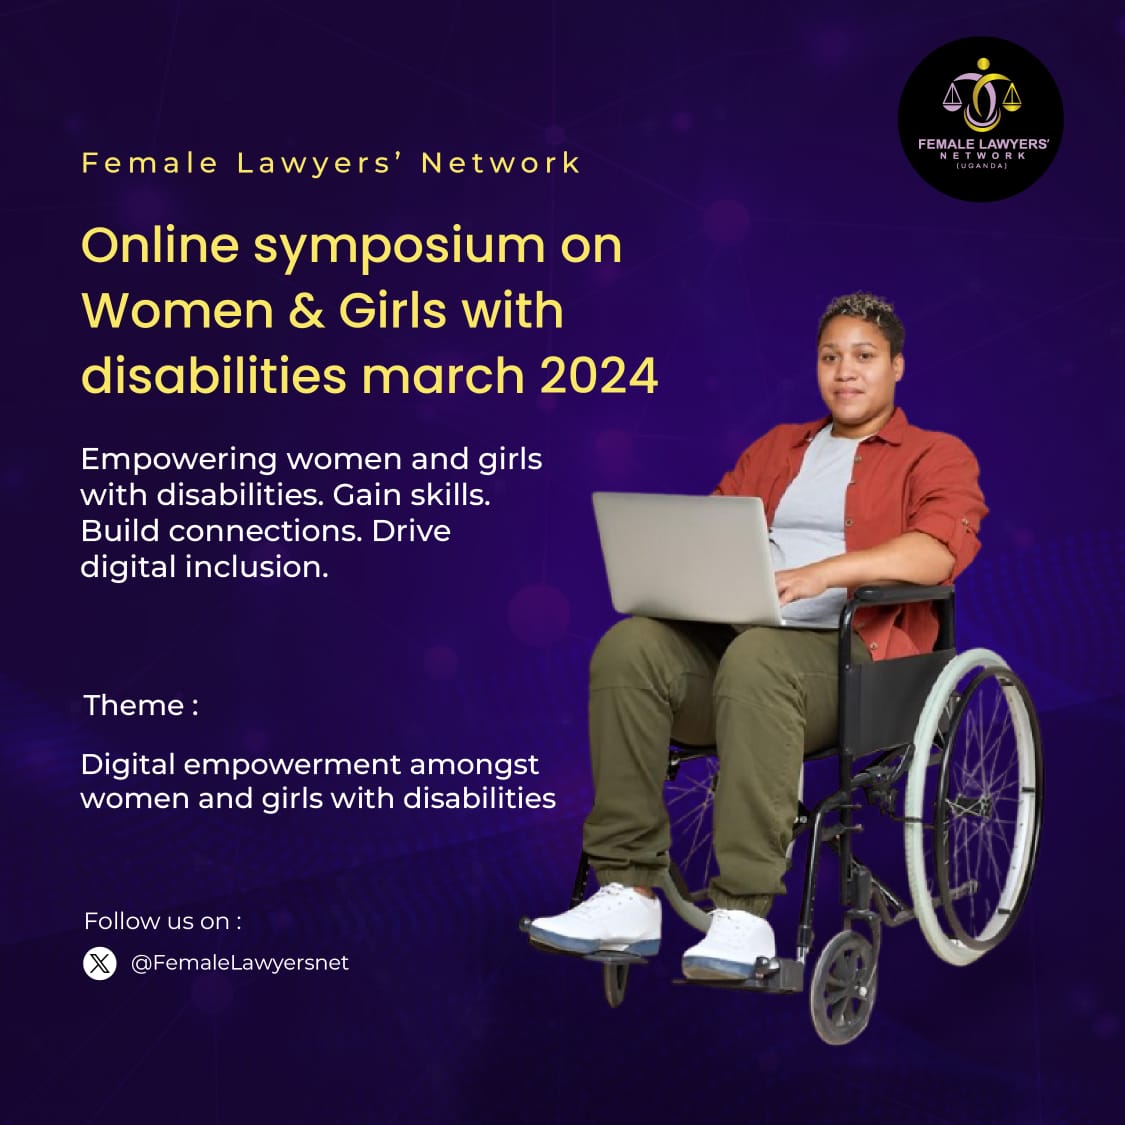 FEMALE LAWYERS'
NETWORK
(UGANDA)
Female Lawyers’ Network
Online symposium on
Women & Girls with
disabilities march 2024
Empowering women and girls
with disabilities. Gain skills.
Build connections. Drive
digital inclusion.
Theme :
Digital empowerment amongst
women and girls with disabilities
Follow us on :
@FemaleLawyersnet